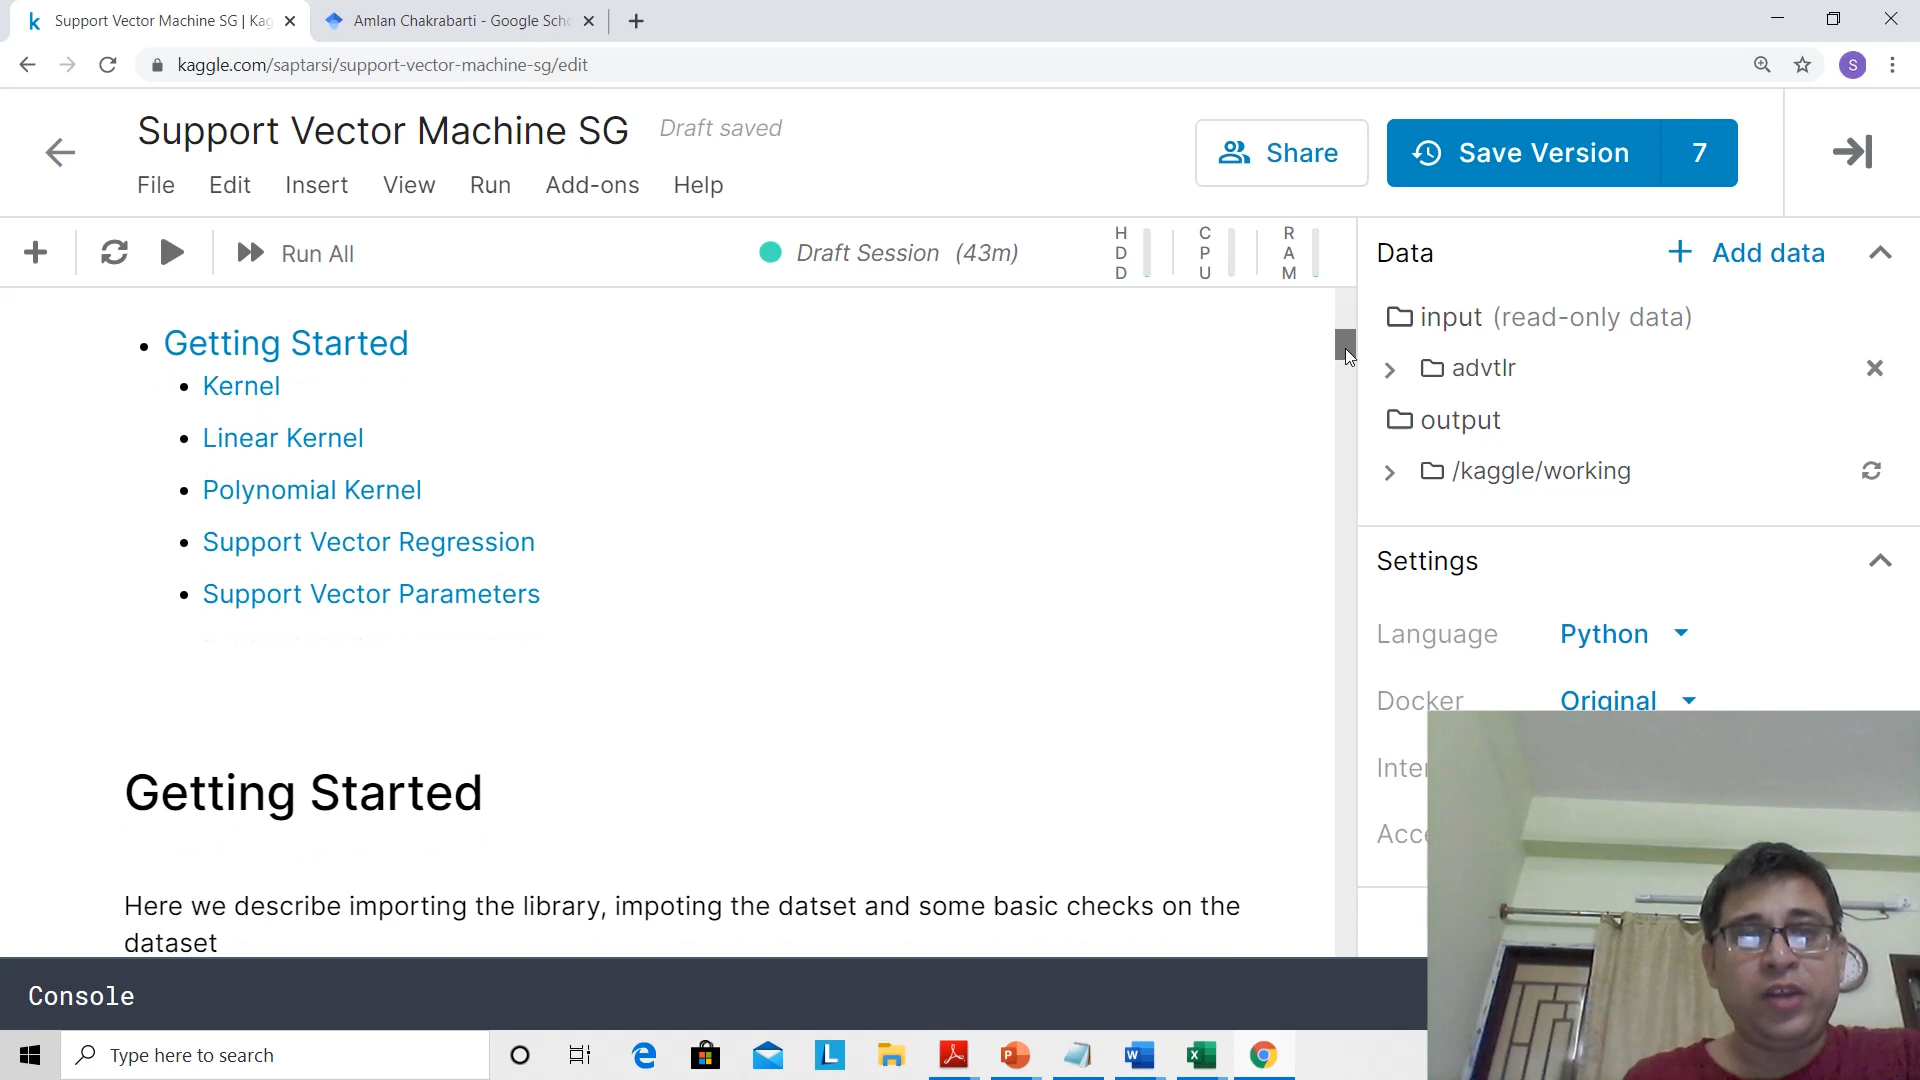 Support Vector Machine SG | Kag
Amlan Chakrabarti - Google Scho
kaggle.com/saptarsi/support-vector-machine-sg/edit
S
Support Vector Machine SG Draft saved
File Edit Insert View Run Add-ons Help
Share
Save Version 7
Run All
Draft Session (43m)
HDD
CPU
RAM
Data
Add data
input (read-only data)
advtlr
output
/kaggle/working
Settings
Language Python
Docker Original
Inter
Acce
Getting Started
Kernel
Linear Kernel
Polynomial Kernel
Support Vector Regression
Support Vector Parameters
Getting Started
Here we describe importing the library, impoting the datset and some basic checks on the
dataset
Console
Type here to search